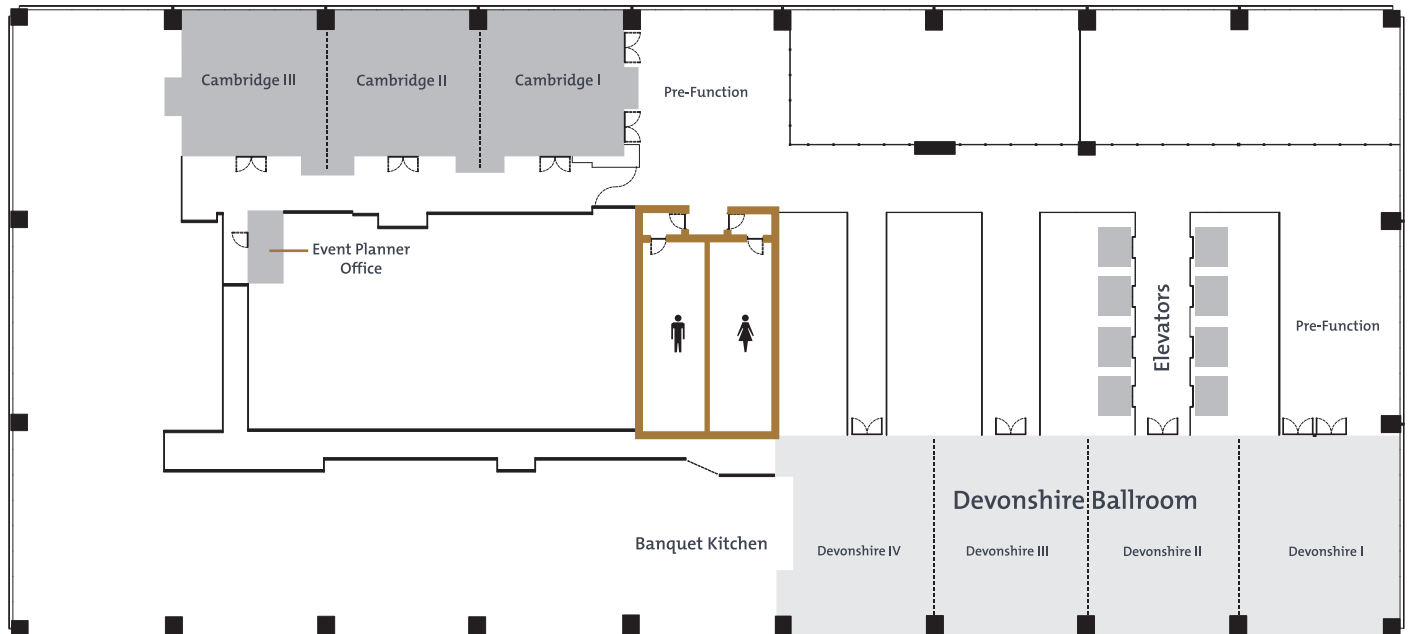 Cambridge III
Cambridge II
Cambridge I
Pre-Function
Event Planner
Office
Elevators
Pre-Function
Devonshire Ballroom
Banquet Kitchen
Devonshire IV
Devonshire III
Devonshire II
Devonshire I